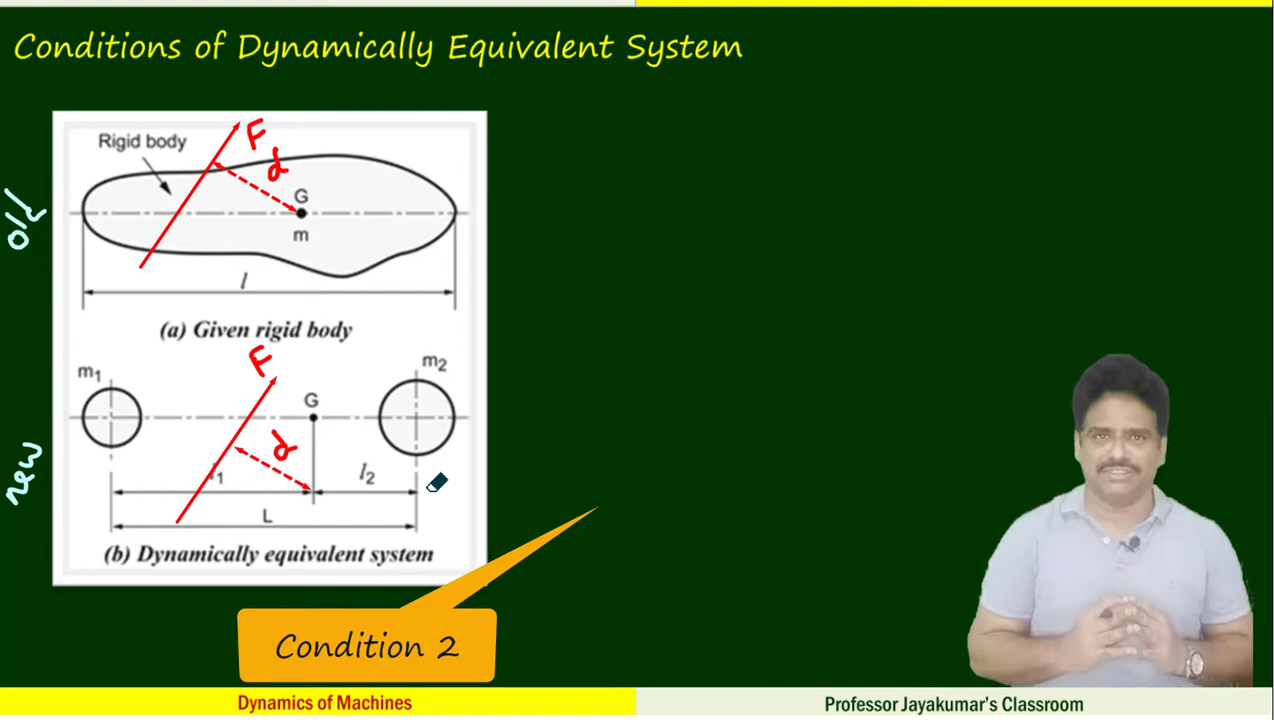 Conditions of Dynamically Equivalent System
Rigid body
F
d
G
m
l
old
(a) Given rigid body
F
m1
m2
G
d
l1
l2
L
new
(b) Dynamically equivalent system
Condition 2
Dynamics of Machines
Professor Jayakumar's Classroom